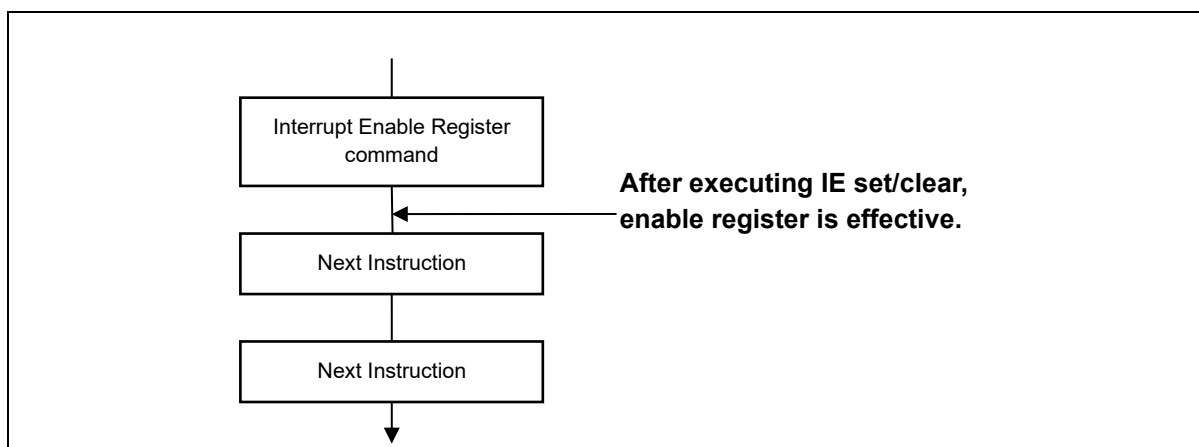 Interrupt Enable Register
command
After executing IE set/clear,
enable register is effective.
Next Instruction
Next Instruction